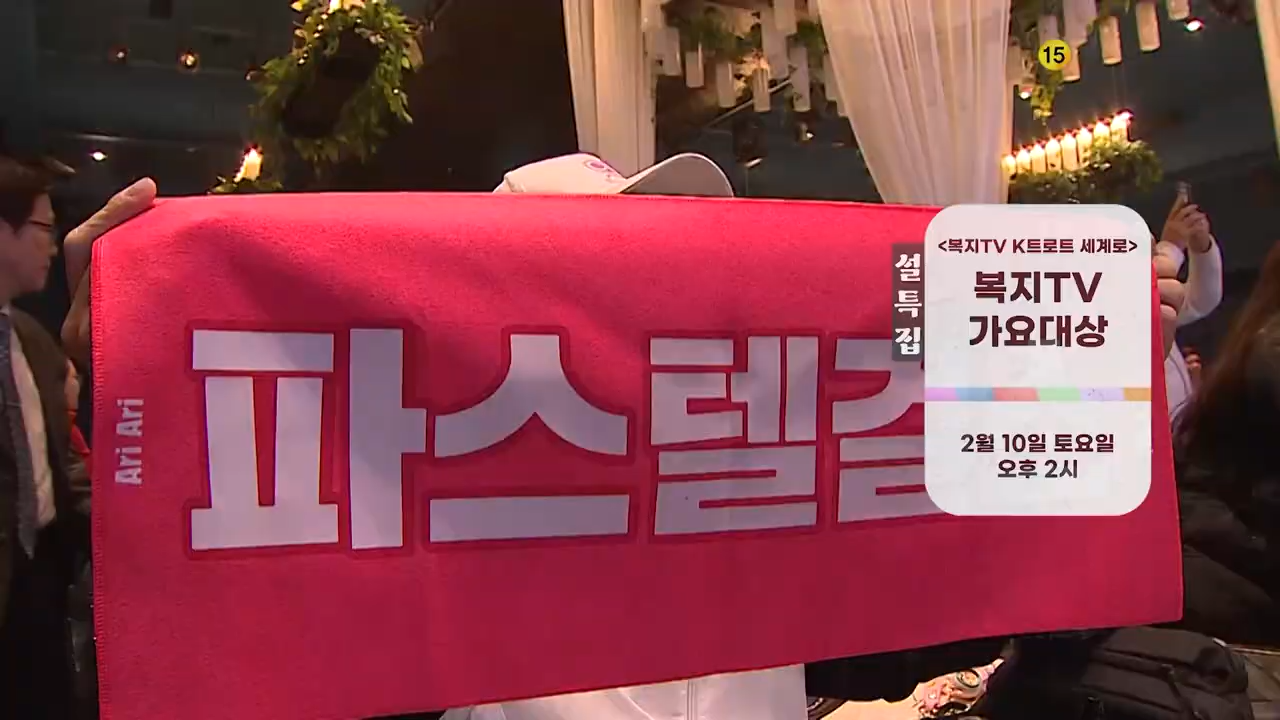 15
<복지TV K트로트 세계로>
설특집
복지TV
가요대상
2월 10일 토요일
오후 2시
파스텔걸
Ari Ari